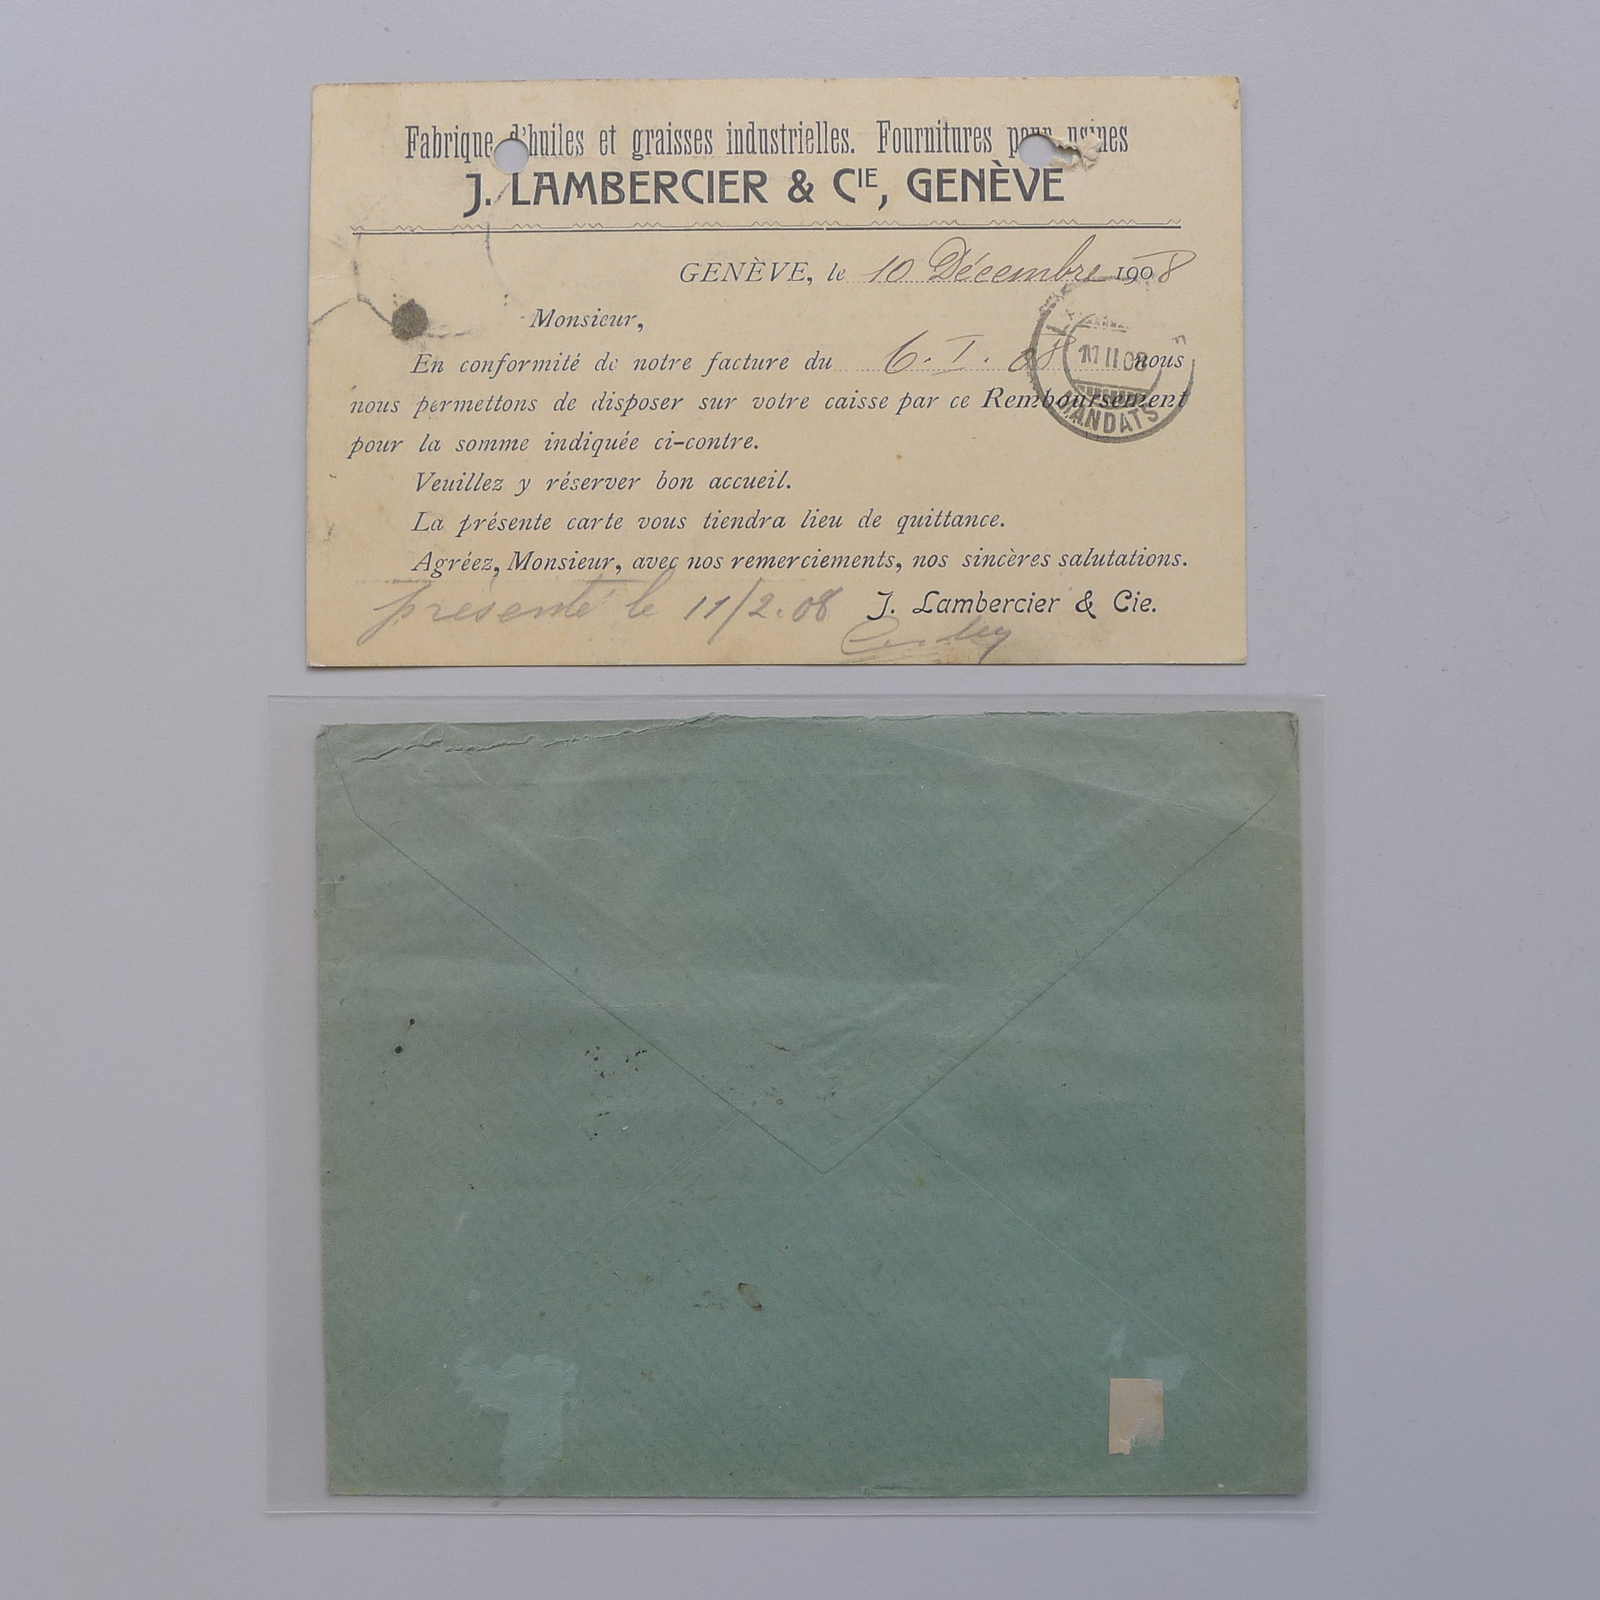 Fabrique d'huiles et graisses industrielles. Fournitures pour usines
J. LAMBERCIER & CIE, GENÈVE
GENÈVE, le 10 Décembre 1908
Monsieur,
En conformité de notre facture du 6. I. 08 nous
nous permettons de disposer sur votre caisse par ce Remboursement
pour la somme indiquée ci-contre.
Veuillez y réserver bon accueil.
La présente carte vous tiendra lieu de quittance.
Agréez, Monsieur, avec nos remerciements, nos sincères salutations.
présenté le 11/2.08 J. Lambercier & Cie.
II 08
MANDATS